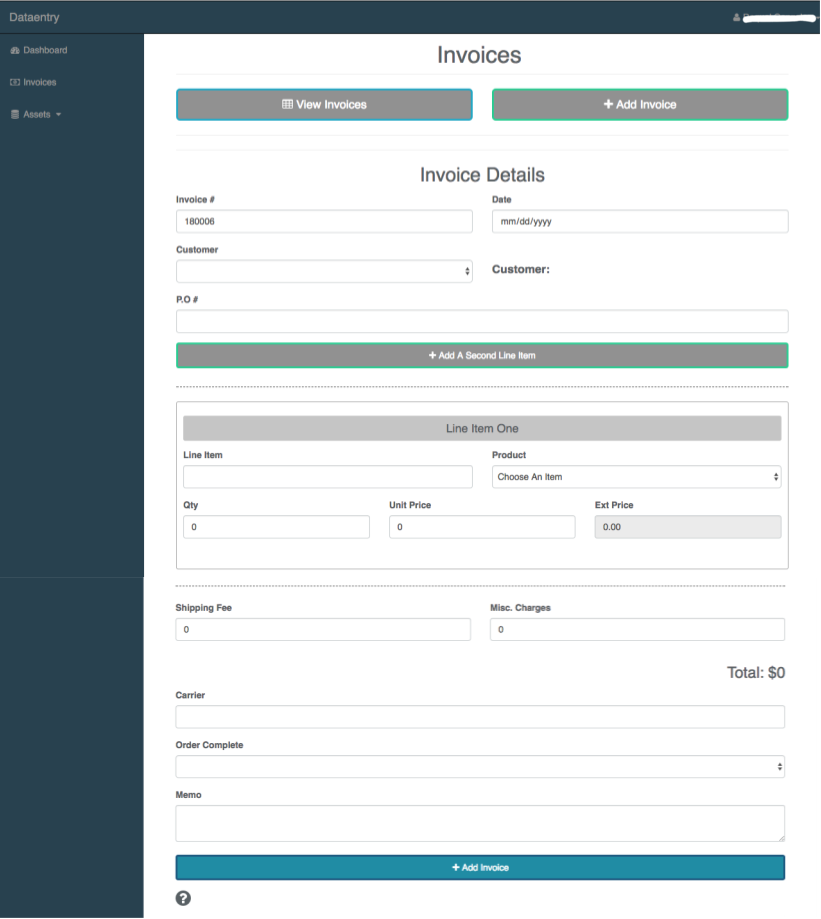 Dataentry
Dashboard
Invoices
Assets
Invoices
View Invoices
+ Add Invoice
Invoice Details
Invoice # Date
180006 mm/dd/yyyy
Customer
Customer:
P.O #
+ Add A Second Line Item
Line Item One
Line Item Product
Choose An Item
Qty Unit Price Ext Price
0 0 0.00
Shipping Fee Misc. Charges
0 0
Total: $0
Carrier
Order Complete
Memo
+ Add Invoice
?